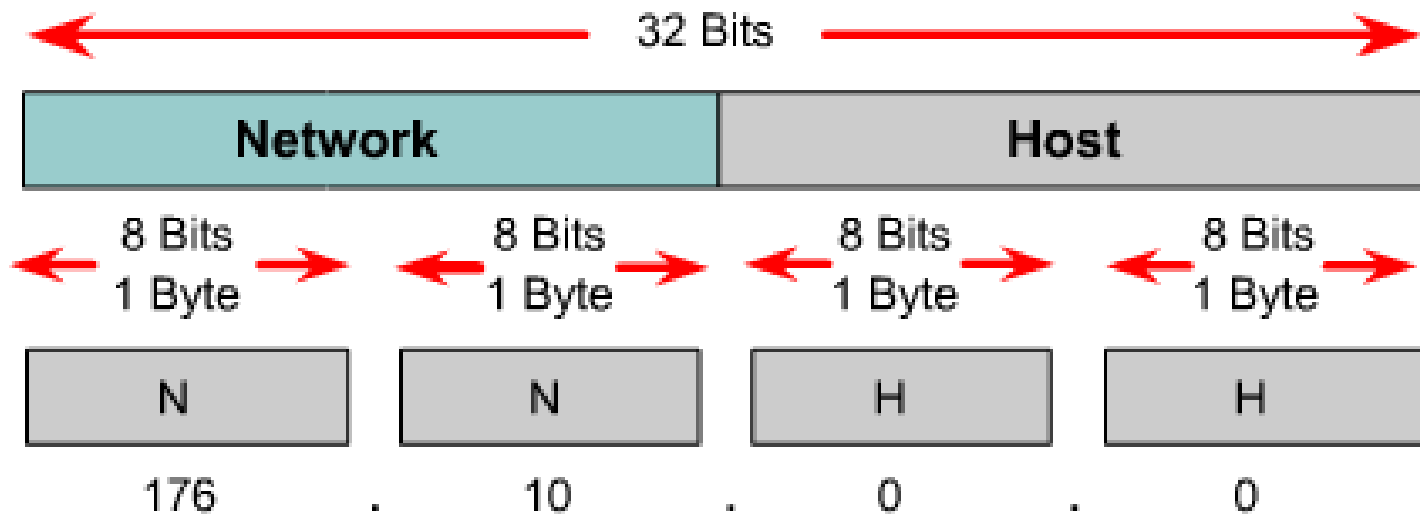 32 Bits
Network Host
8 Bits 8 Bits 8 Bits 8 Bits
1 Byte 1 Byte 1 Byte 1 Byte
N N H H
176 . 10 . 0 . 0